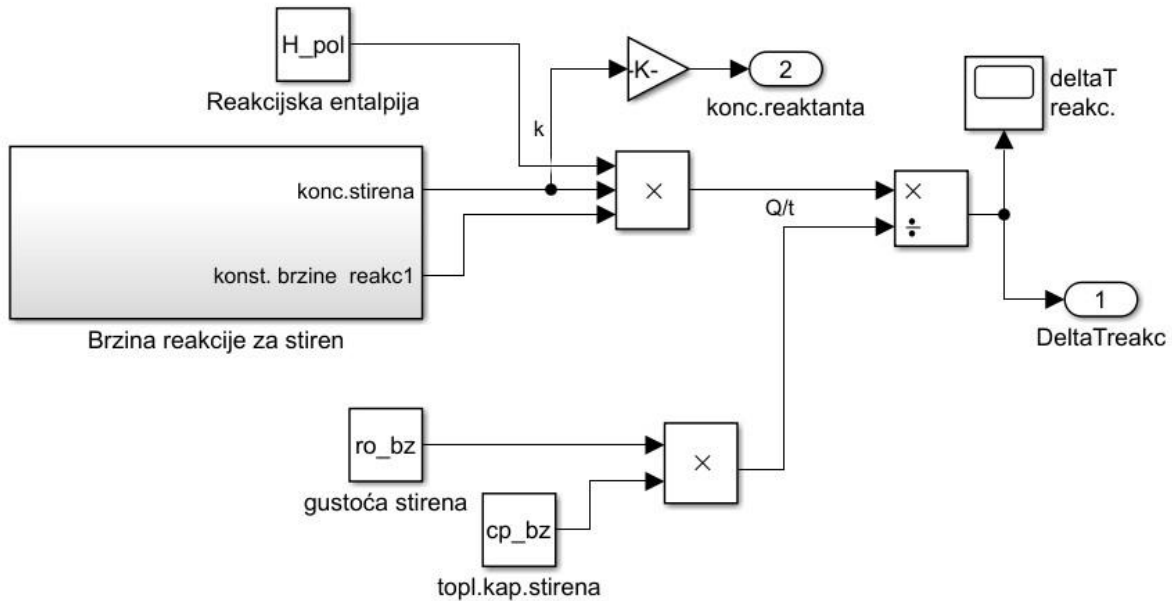 H_pol
Reakcijska entalpija
-K-
2
konc.reaktanta
deltaT
reakc.
k
konc.stirena
×
Q/t
×
÷
konst. brzine reakc1
Brzina reakcije za stiren
1
DeltaTreakc
ro_bz
gustoća stirena
×
cp_bz
topl.kap.stirena